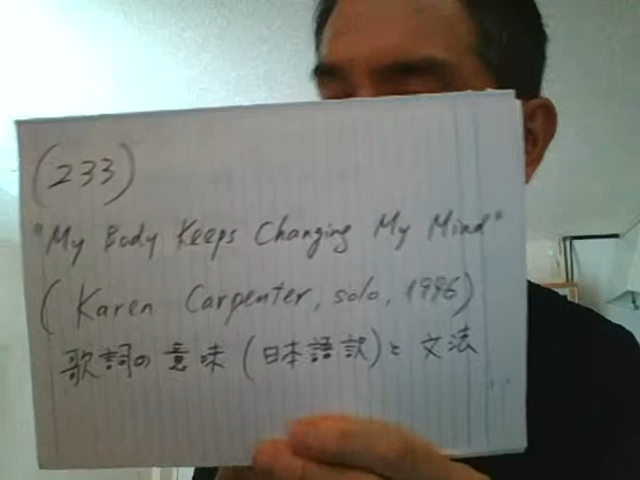 (233)
"My Body Keeps Changing My Mind"
(Karen Carpenter, solo, 1996)
歌詞の意味(日本語訳)と文法